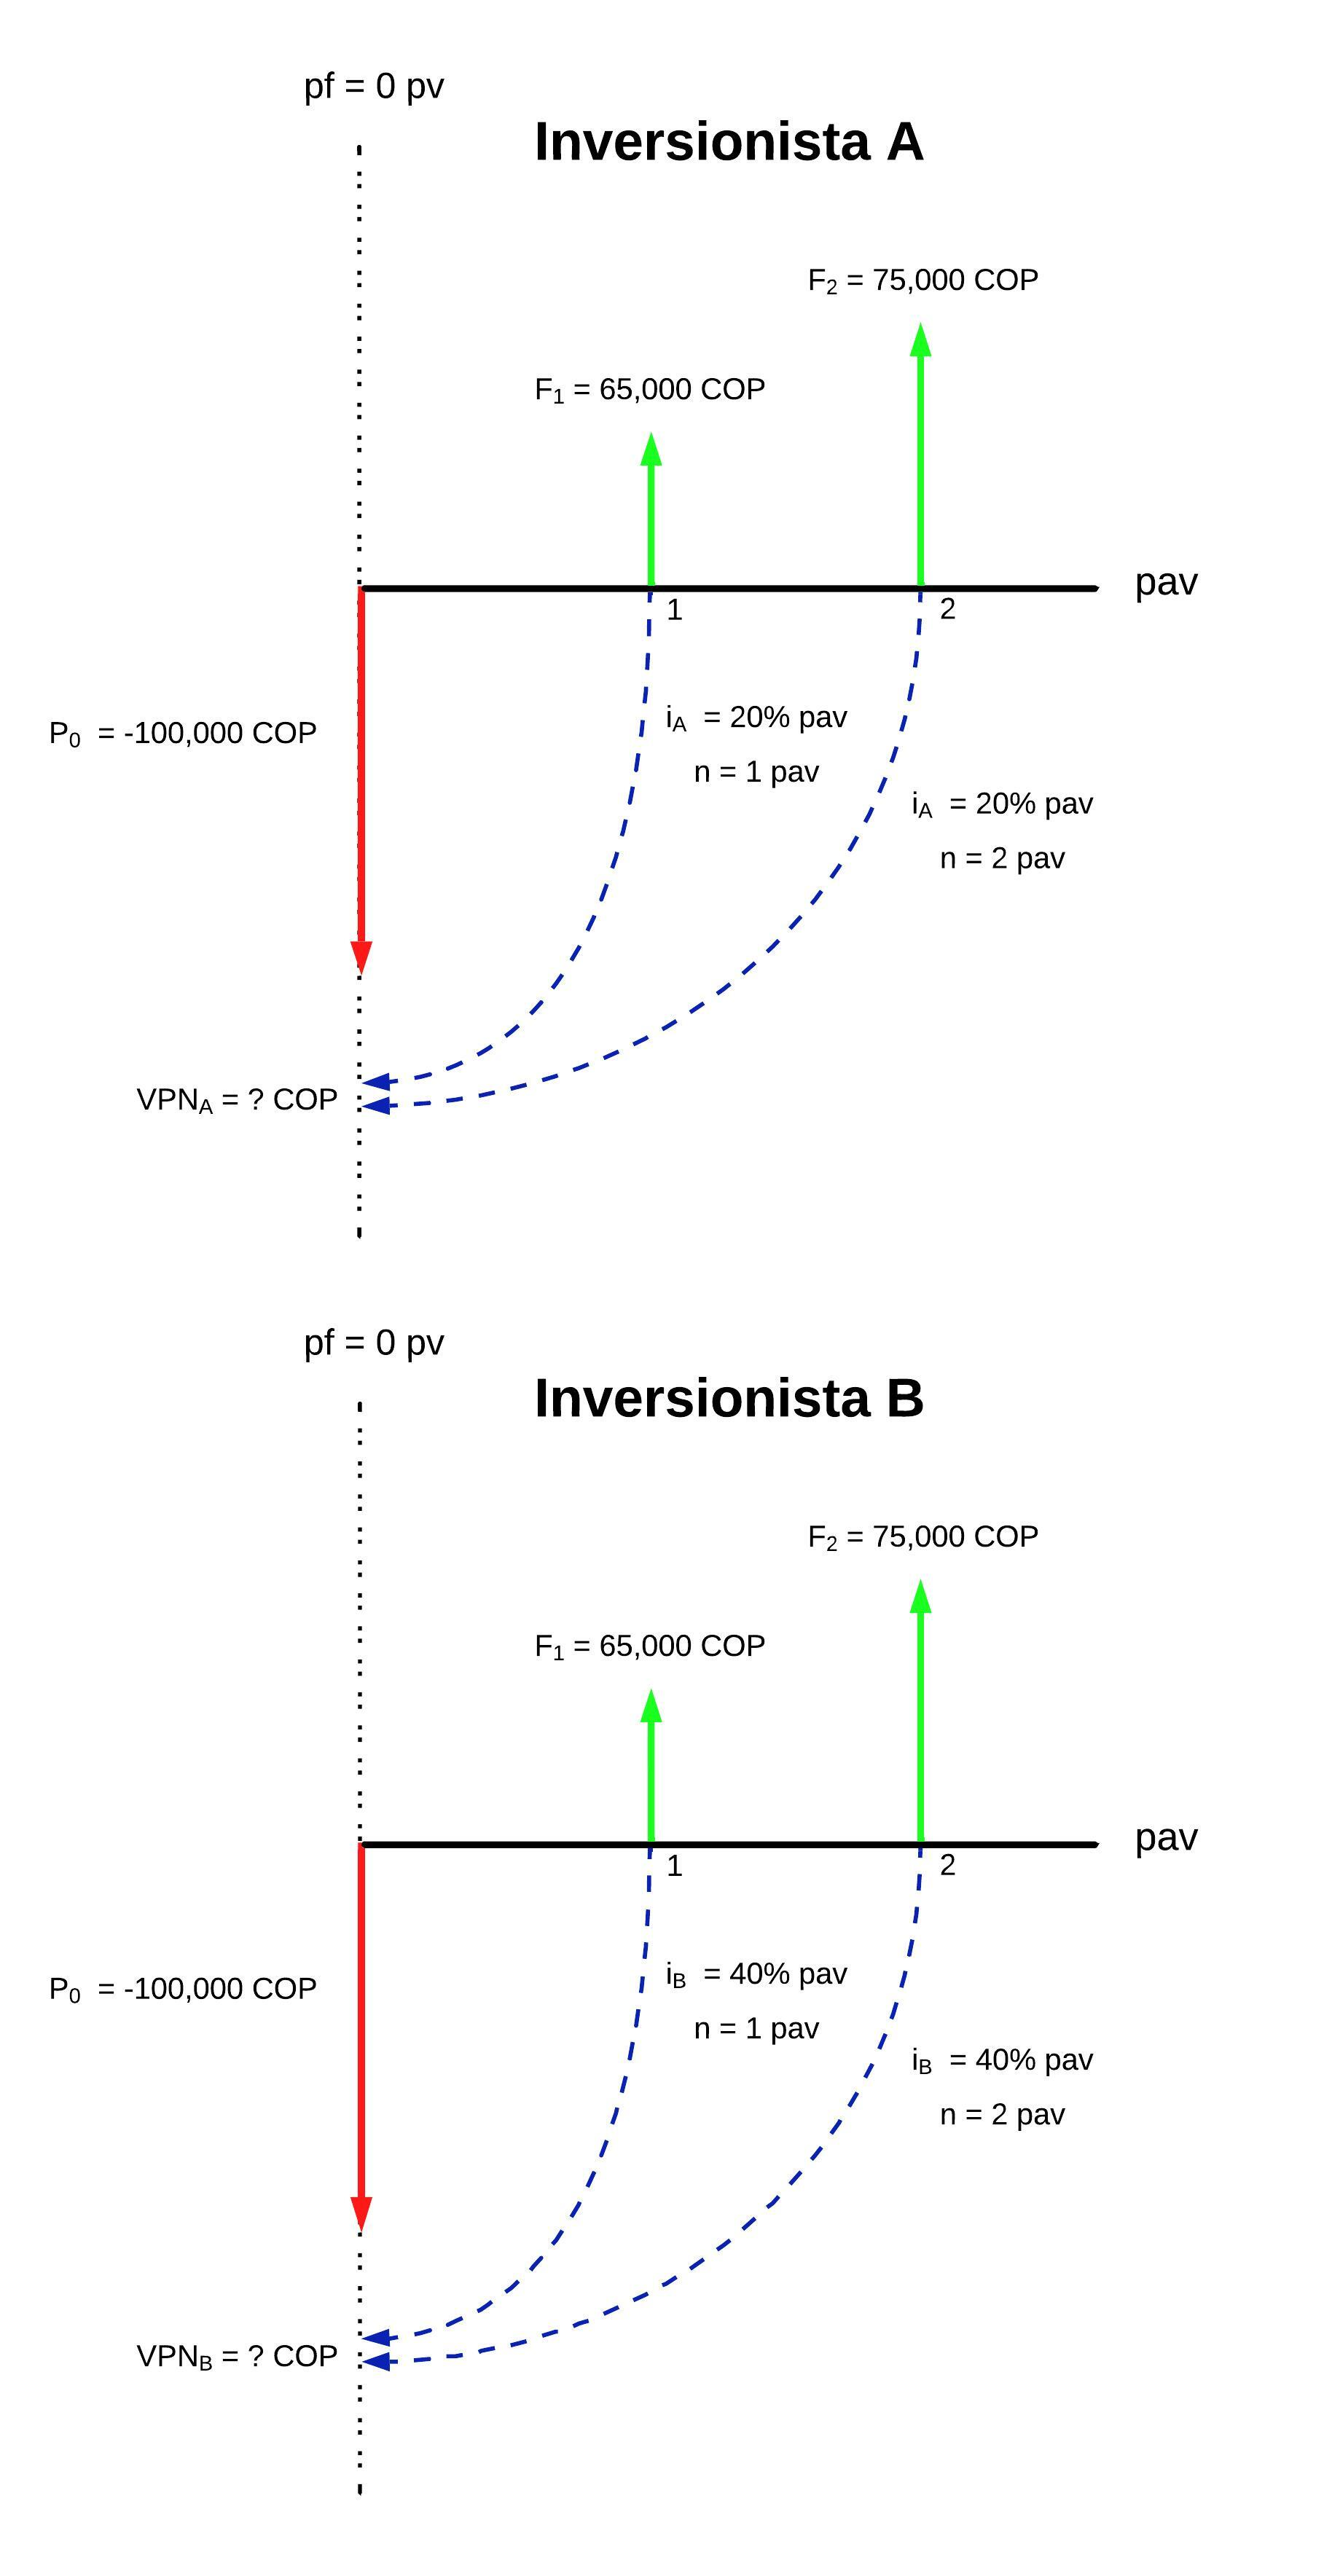 pf = 0 pv
Inversionista A
F2 = 75,000 COP
F1 = 65,000 COP
pav
1
2
P0 = -100,000 COP
iA = 20% pav
n = 1 pav
iA = 20% pav
n = 2 pav
VPNA = ? COP
pf = 0 pv
Inversionista B
F2 = 75,000 COP
F1 = 65,000 COP
pav
1
2
P0 = -100,000 COP
iB = 40% pav
n = 1 pav
iB = 40% pav
n = 2 pav
VPNB = ? COP